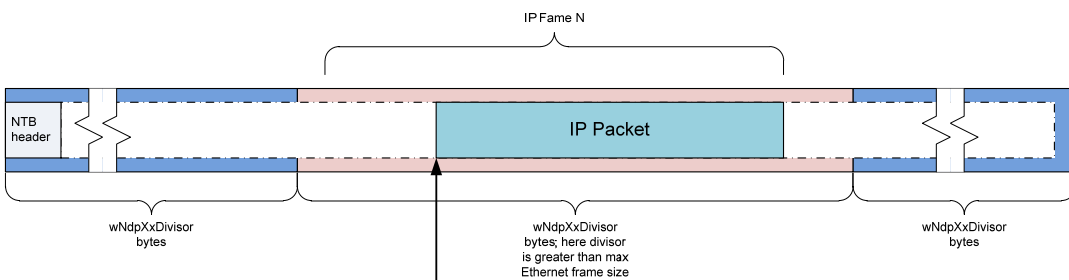 IP Fame N
NTB
header
IP Packet
wNdpXxDivisor
bytes
wNdpXxDivisor
bytes; here divisor
is greater than max
Ethernet frame size
wNdpXxDivisor
bytes